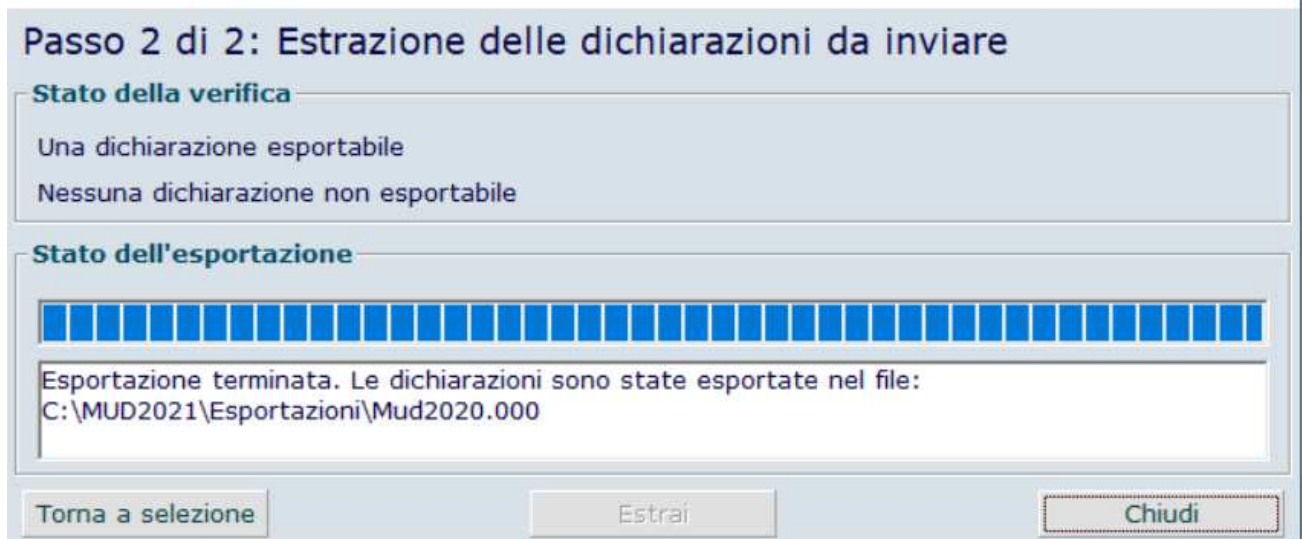 Passo 2 di 2: Estrazione delle dichiarazioni da inviare
Stato della verifica
Una dichiarazione esportabile
Nessuna dichiarazione non esportabile
Stato dell'esportazione
Esportazione terminata. Le dichiarazioni sono state esportate nel file:
C:\MUD2021\Esportazioni\Mud2020.000
Torna a selezione
Estrai
Chiudi